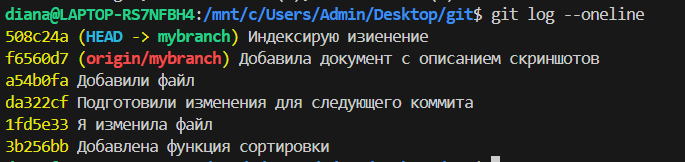 diana@LAPTOP-RS7NFBH4:/mnt/c/Users/Admin/Desktop/git$ git log --oneline
508c24a (HEAD -> mybranch) Индексирую изиенение
f6560d7 (origin/mybranch) Добавила документ с описанием скриншотов
a54b0fa Добавили файл
da322cf Подготовили изменения для следующего коммита
1fd5e33 Я изменила файл
3b256bb Добавлена функция сортировки